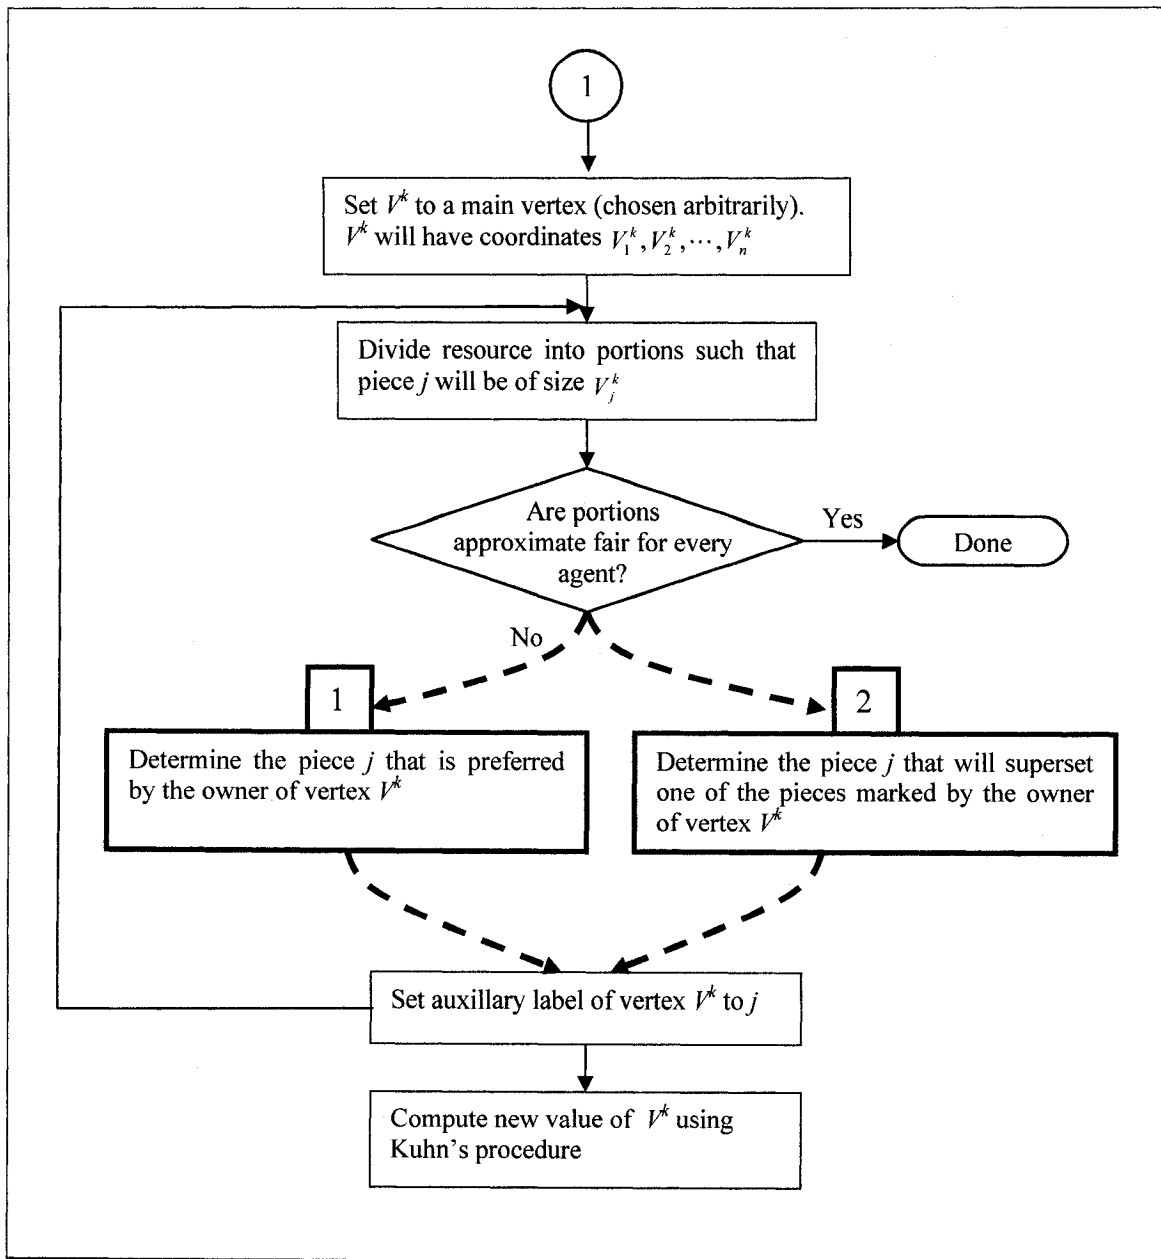 1
Set V^k to a main vertex (chosen arbitrarily).
V^k will have coordinates V_1^k, V_2^k, ⋯, V_n^k
Divide resource into portions such that
piece j will be of size V_j^k
Are portions
approximate fair for every
agent?
Yes
Done
No
1
Determine the piece j that is preferred
by the owner of vertex V^k
2
Determine the piece j that will superset
one of the pieces marked by the owner
of vertex V^k
Set auxillary label of vertex V^k to j
Compute new value of V^k using
Kuhn's procedure